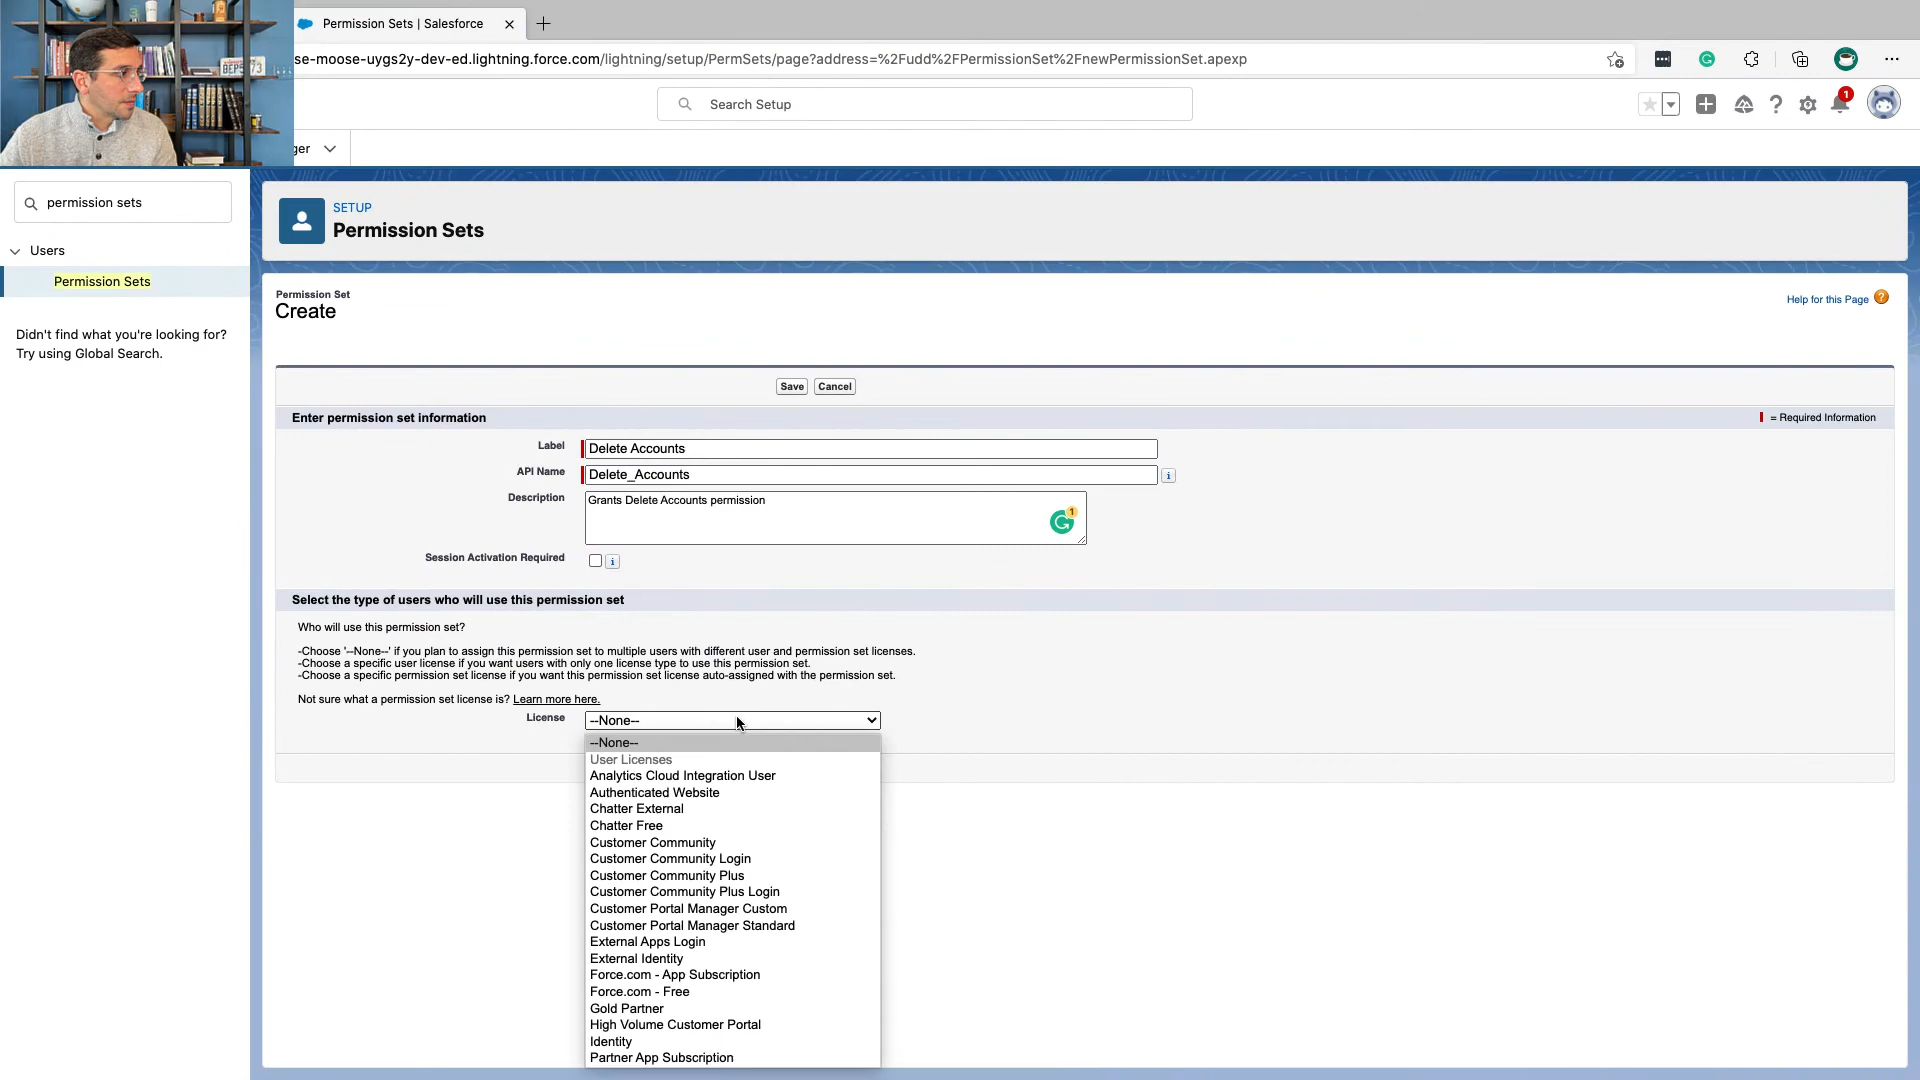 Permission Sets | Salesforce
se-moose-uygs2y-dev-ed.lightning.force.com/lightning/setup/PermSets/page?address=%2Fudd%2FPermissionSet%2FnewPermissionSet.apexp
Search Setup
1
ger
permission sets
Users
Permission Sets
Didn't find what you're looking for?
Try using Global Search.
SETUP
Permission Sets
Permission Set
Create
Help for this Page ?
Save Cancel
Enter permission set information
= Required Information
Label Delete Accounts
API Name Delete_Accounts i
Description Grants Delete Accounts permission
1
Session Activation Required i
Select the type of users who will use this permission set
Who will use this permission set?
-Choose '--None--' if you plan to assign this permission set to multiple users with different user and permission set licenses.
-Choose a specific user license if you want users with only one license type to use this permission set.
-Choose a specific permission set license if you want this permission set license auto-assigned with the permission set.
Not sure what a permission set license is? Learn more here.
License --None--
--None--
User Licenses
Analytics Cloud Integration User
Authenticated Website
Chatter External
Chatter Free
Customer Community
Customer Community Login
Customer Community Plus
Customer Community Plus Login
Customer Portal Manager Custom
Customer Portal Manager Standard
External Apps Login
External Identity
Force.com - App Subscription
Force.com - Free
Gold Partner
High Volume Customer Portal
Identity
Partner App Subscription